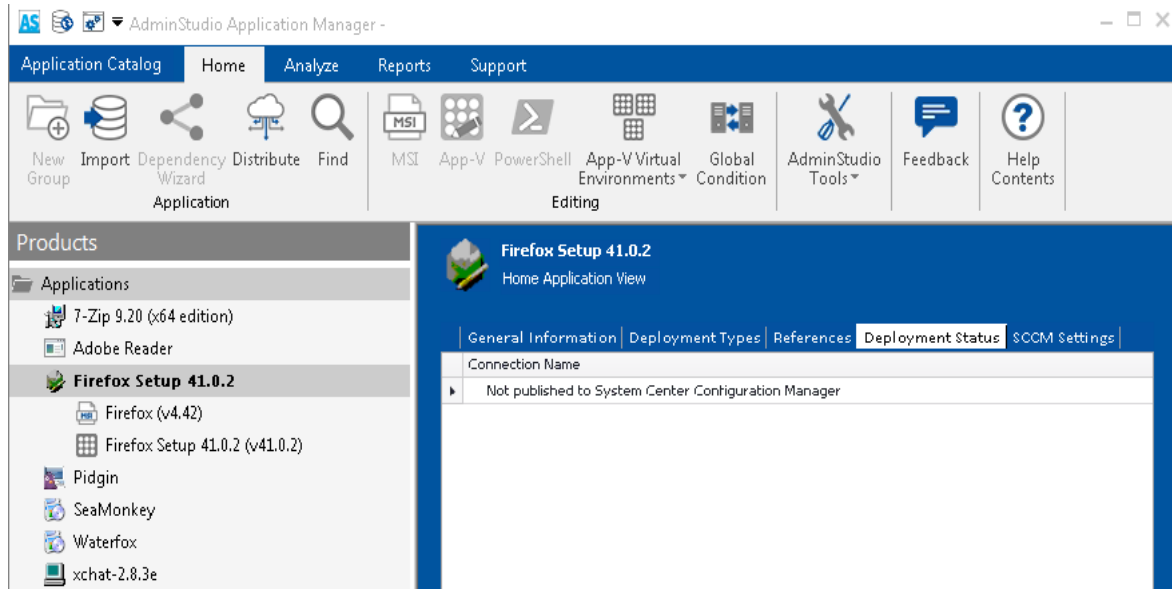 AS AdminStudio Application Manager -
Application Catalog Home Analyze Reports Support
MSI
New Group
Import
Dependency Wizard
Distribute
Find
MSI
App-V
PowerShell
App-V Virtual Environments
Global Condition
AdminStudio Tools
Feedback
Help Contents
Application
Editing
Products
Applications
7-Zip 9.20 (x64 edition)
Adobe Reader
Firefox Setup 41.0.2
Firefox (v4.42)
Firefox Setup 41.0.2 (v41.0.2)
Pidgin
SeaMonkey
Waterfox
xchat-2.8.3e
Firefox Setup 41.0.2
Home Application View
General Information Deployment Types References Deployment Status SCCM Settings
Connection Name
Not published to System Center Configuration Manager